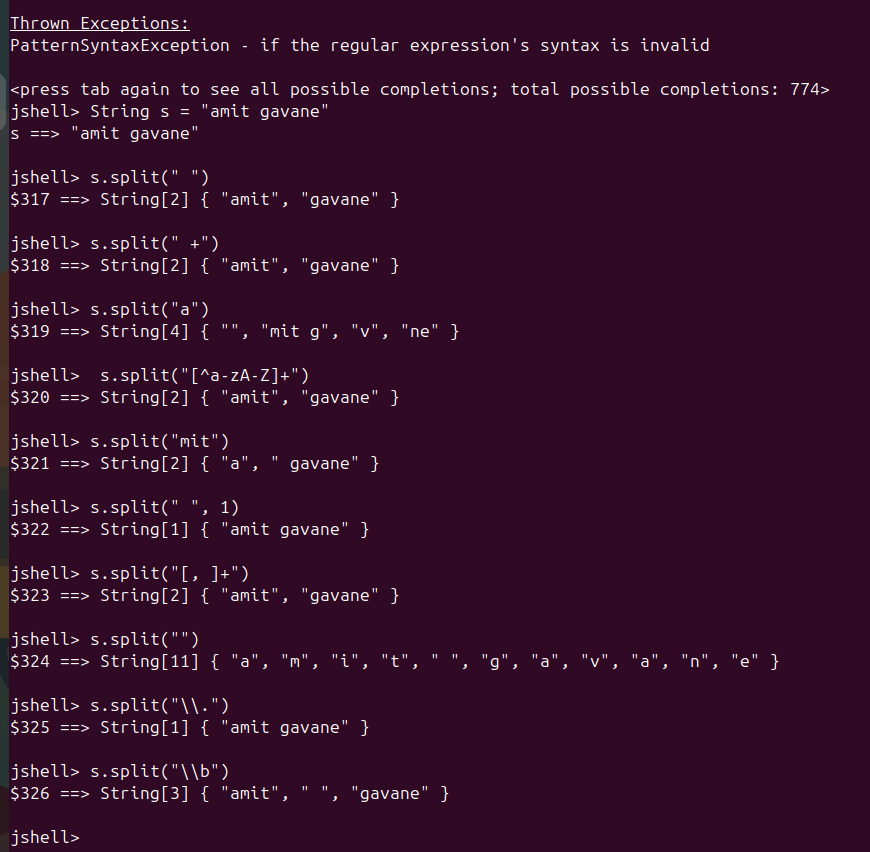 Thrown Exceptions:
PatternSyntaxException - if the regular expression's syntax is invalid
<press tab again to see all possible completions; total possible completions: 774>
jshell> String s = "amit gavane"
s ==> "amit gavane"
jshell> s.split(" ")
$317 ==> String[2] { "amit", "gavane" }
jshell> s.split(" +")
$318 ==> String[2] { "amit", "gavane" }
jshell> s.split("a")
$319 ==> String[4] { "", "mit g", "v", "ne" }
jshell>  s.split("[^a-zA-Z]+")
$320 ==> String[2] { "amit", "gavane" }
jshell> s.split("mit")
$321 ==> String[2] { "a", " gavane" }
jshell> s.split(" ", 1)
$322 ==> String[1] { "amit gavane" }
jshell> s.split("[, ]+")
$323 ==> String[2] { "amit", "gavane" }
jshell> s.split("")
$324 ==> String[11] { "a", "m", "i", "t", " ", "g", "a", "v", "a", "n", "e" }
jshell> s.split("\\.")
$325 ==> String[1] { "amit gavane" }
jshell> s.split("\\b")
$326 ==> String[3] { "amit", " ", "gavane" }
jshell>